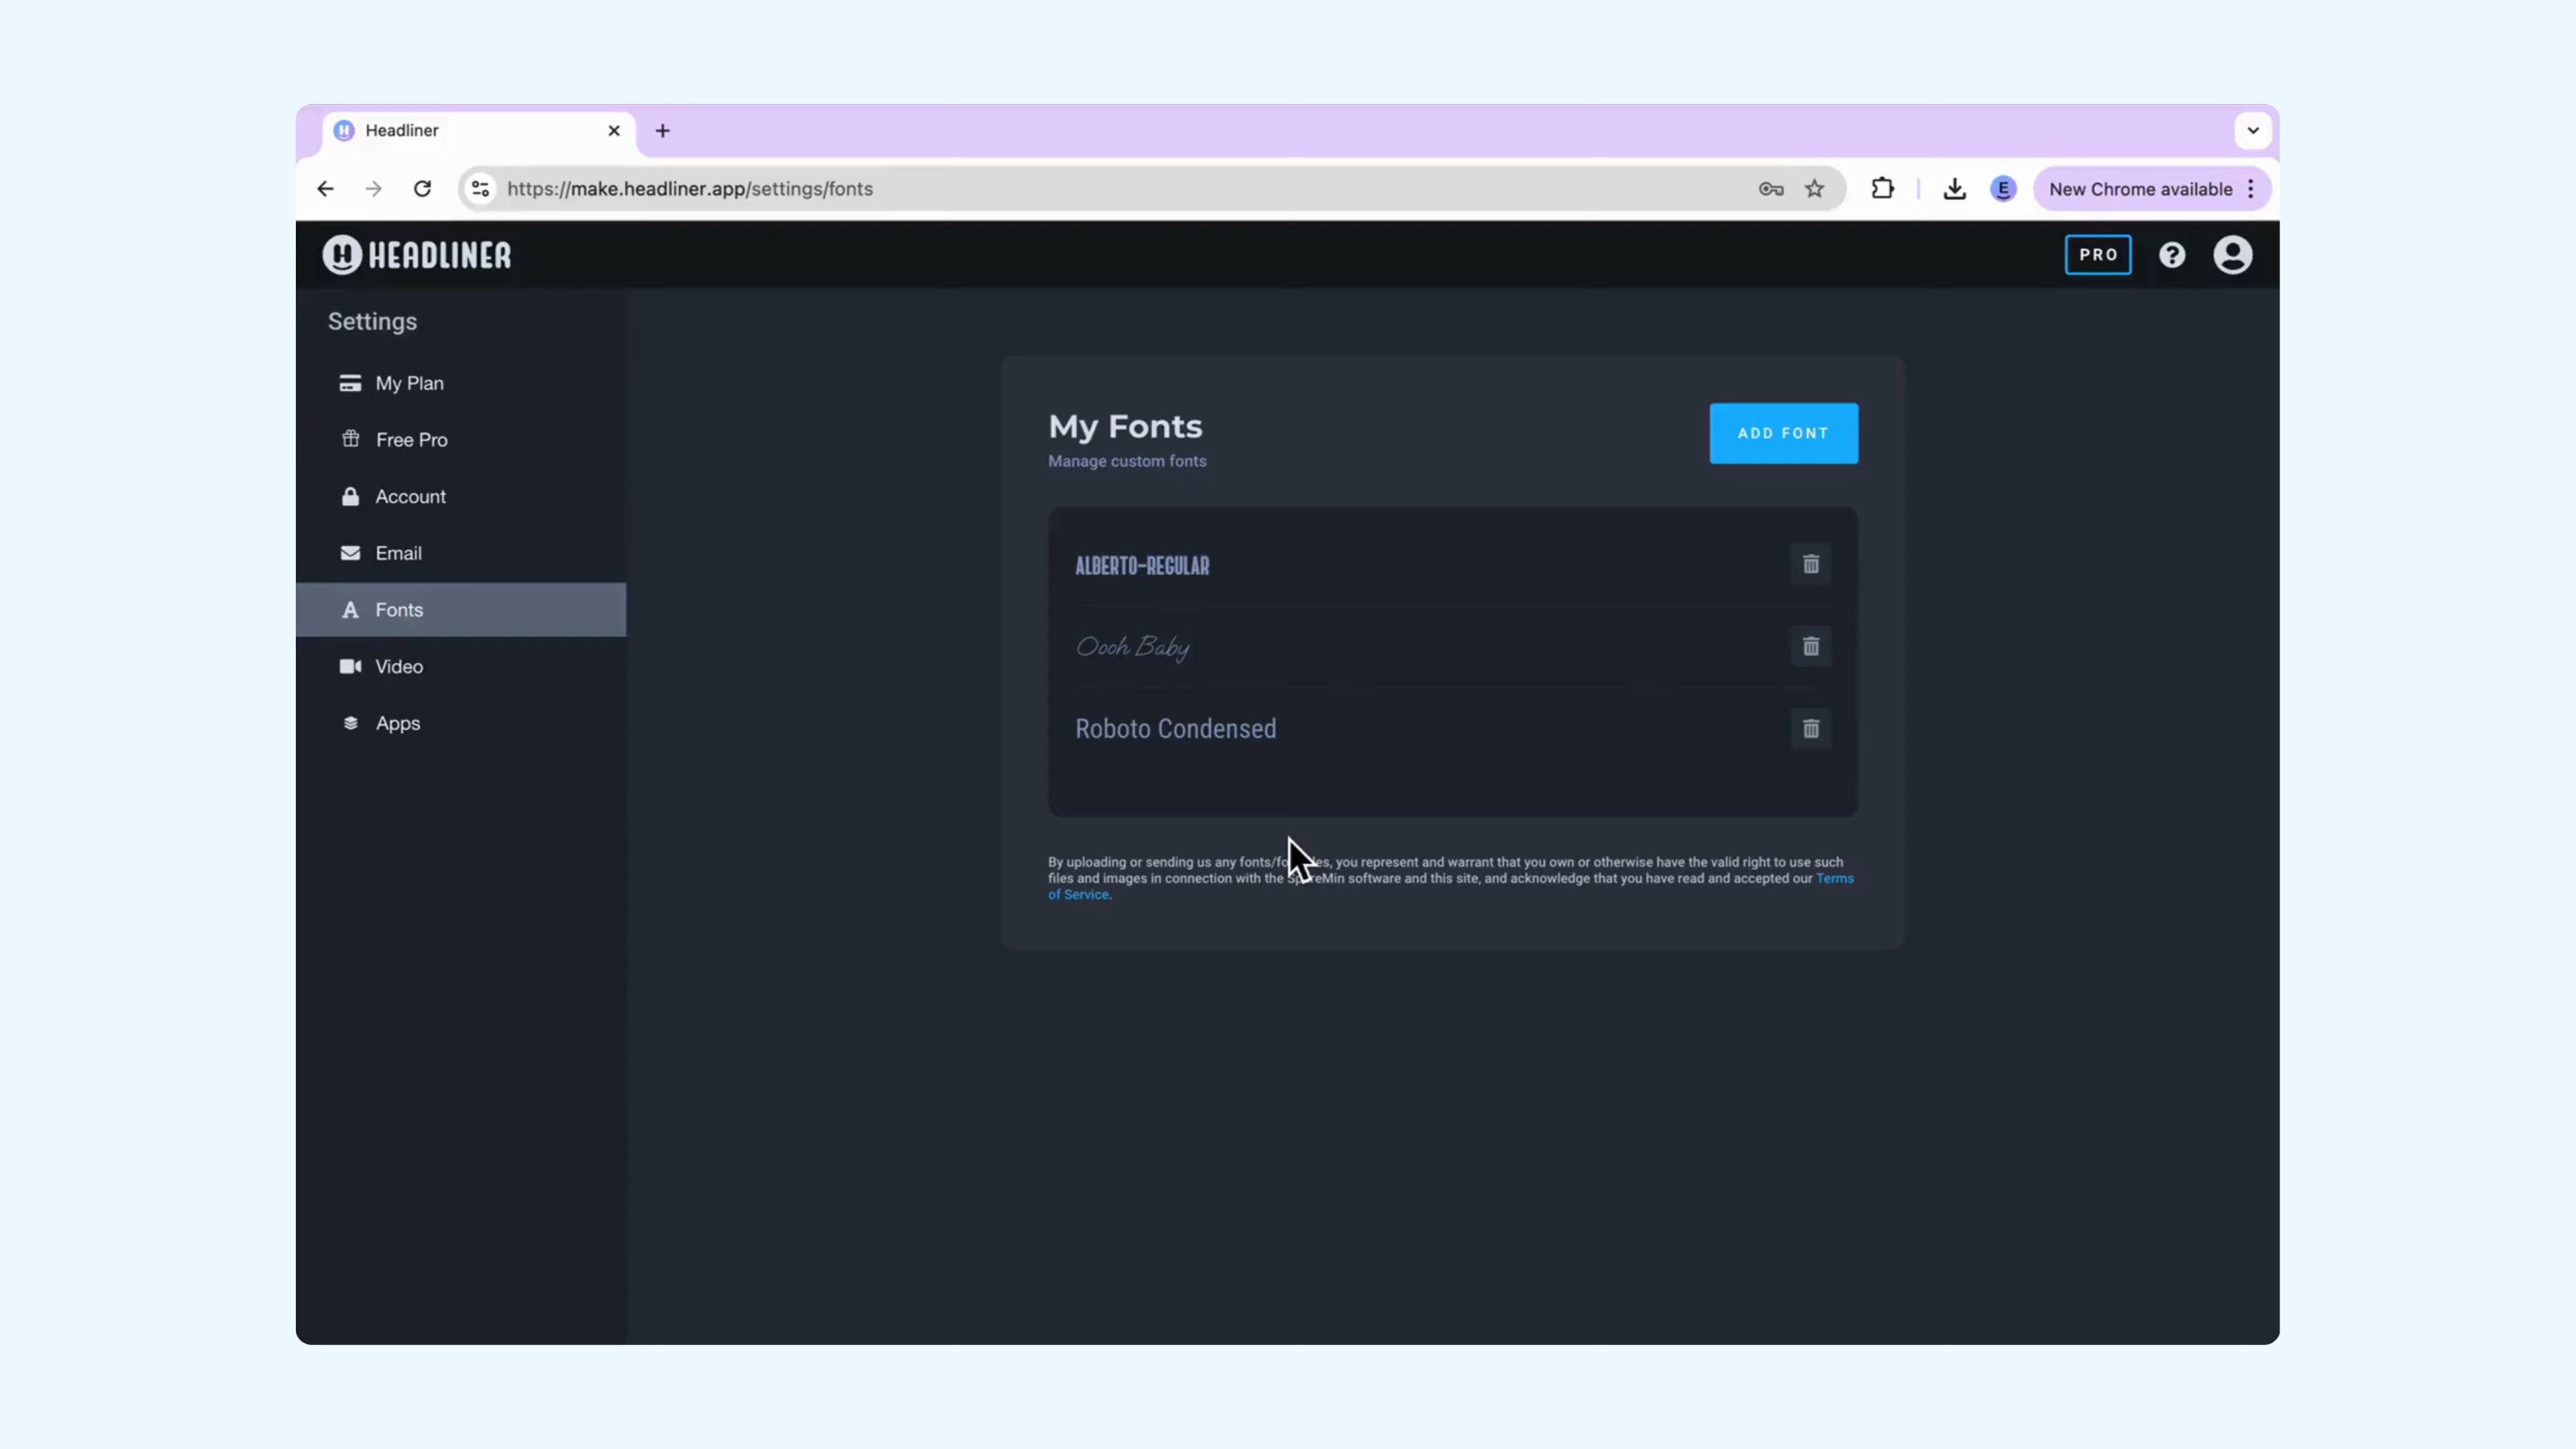 Headliner
https://make.headliner.app/settings/fonts
E
New Chrome available
HEADLINER
PRO
Settings
My Plan
Free Pro
Account
Email
Fonts
Video
Apps
My Fonts
Manage custom fonts
ADD FONT
ALBERTO-REGULAR
Oooh Baby
Roboto Condensed
By uploading or sending us any you represent and warrant that you own or otherwise have the valid right to use such
files and images in connection with the software and this site, and acknowledge that you have read and accepted our Terms
of Service.